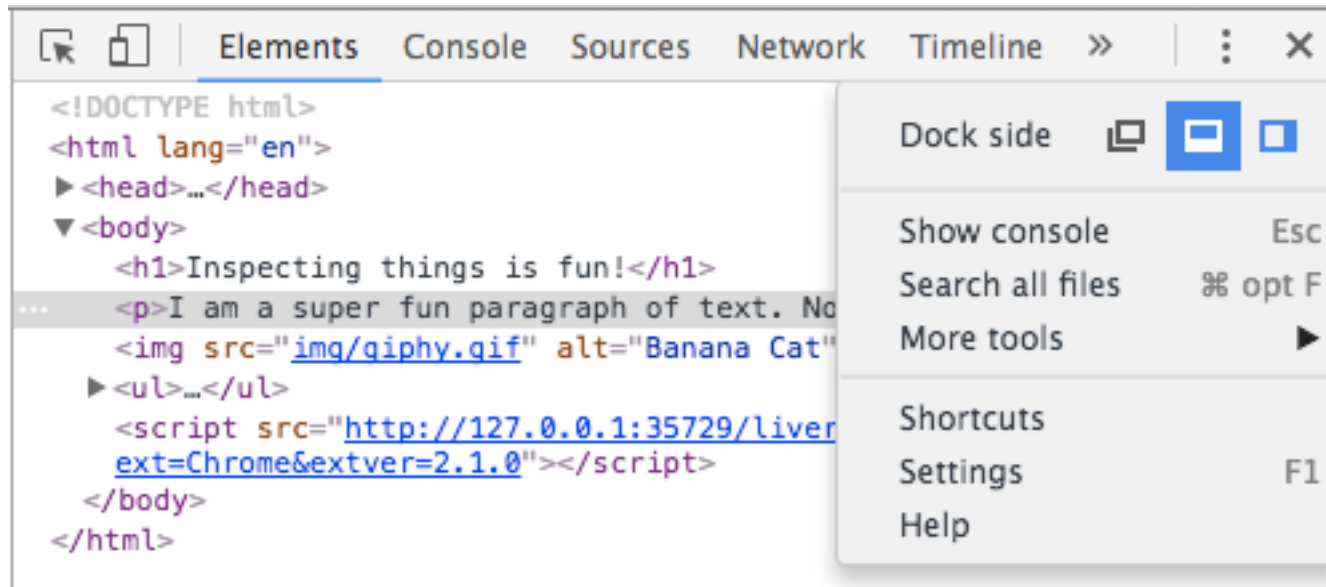 Elements Console Sources Network Timeline »
<!DOCTYPE html>
<html lang="en">
▶<head>…</head>
▼<body>
<h1>Inspecting things is fun!</h1>
<p>I am a super fun paragraph of text. No
<img src="img/giphy.gif" alt="Banana Cat"
▶<ul>…</ul>
<script src="http://127.0.0.1:35729/liver
ext=Chrome&extver=2.1.0"></script>
</body>
</html>
Dock side
Show console Esc
Search all files ⌘ opt F
More tools ▶
Shortcuts
Settings F1
Help